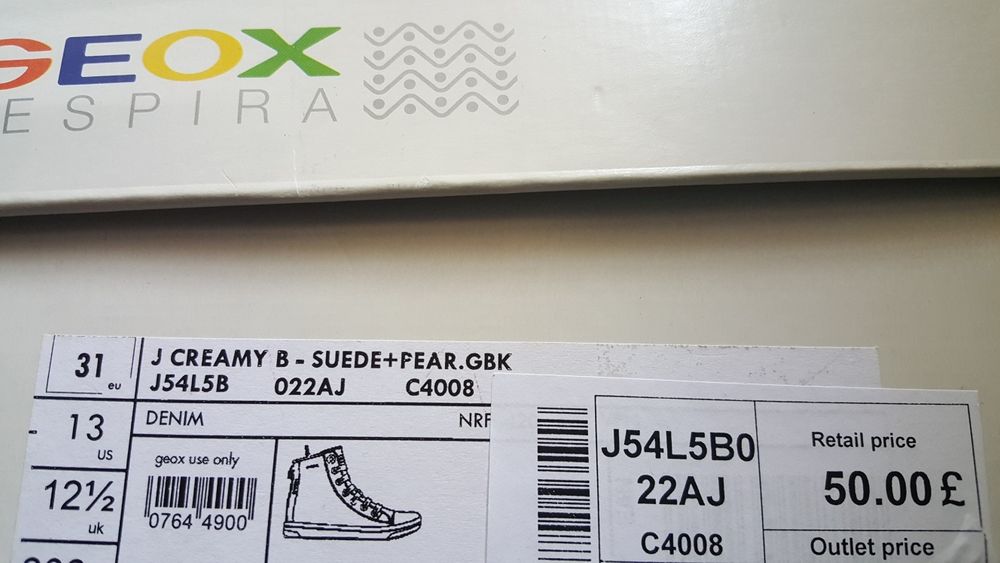 GEOX
ESPIRA
31 eu
J CREAMY B - SUEDE+PEAR.GBK
J54L5B 022AJ C4008
13 US
DENIM NRF
geox use only
12½ uk
0764 4900
J54L5B0
22AJ
C4008
Retail price
50.00 £
Outlet price